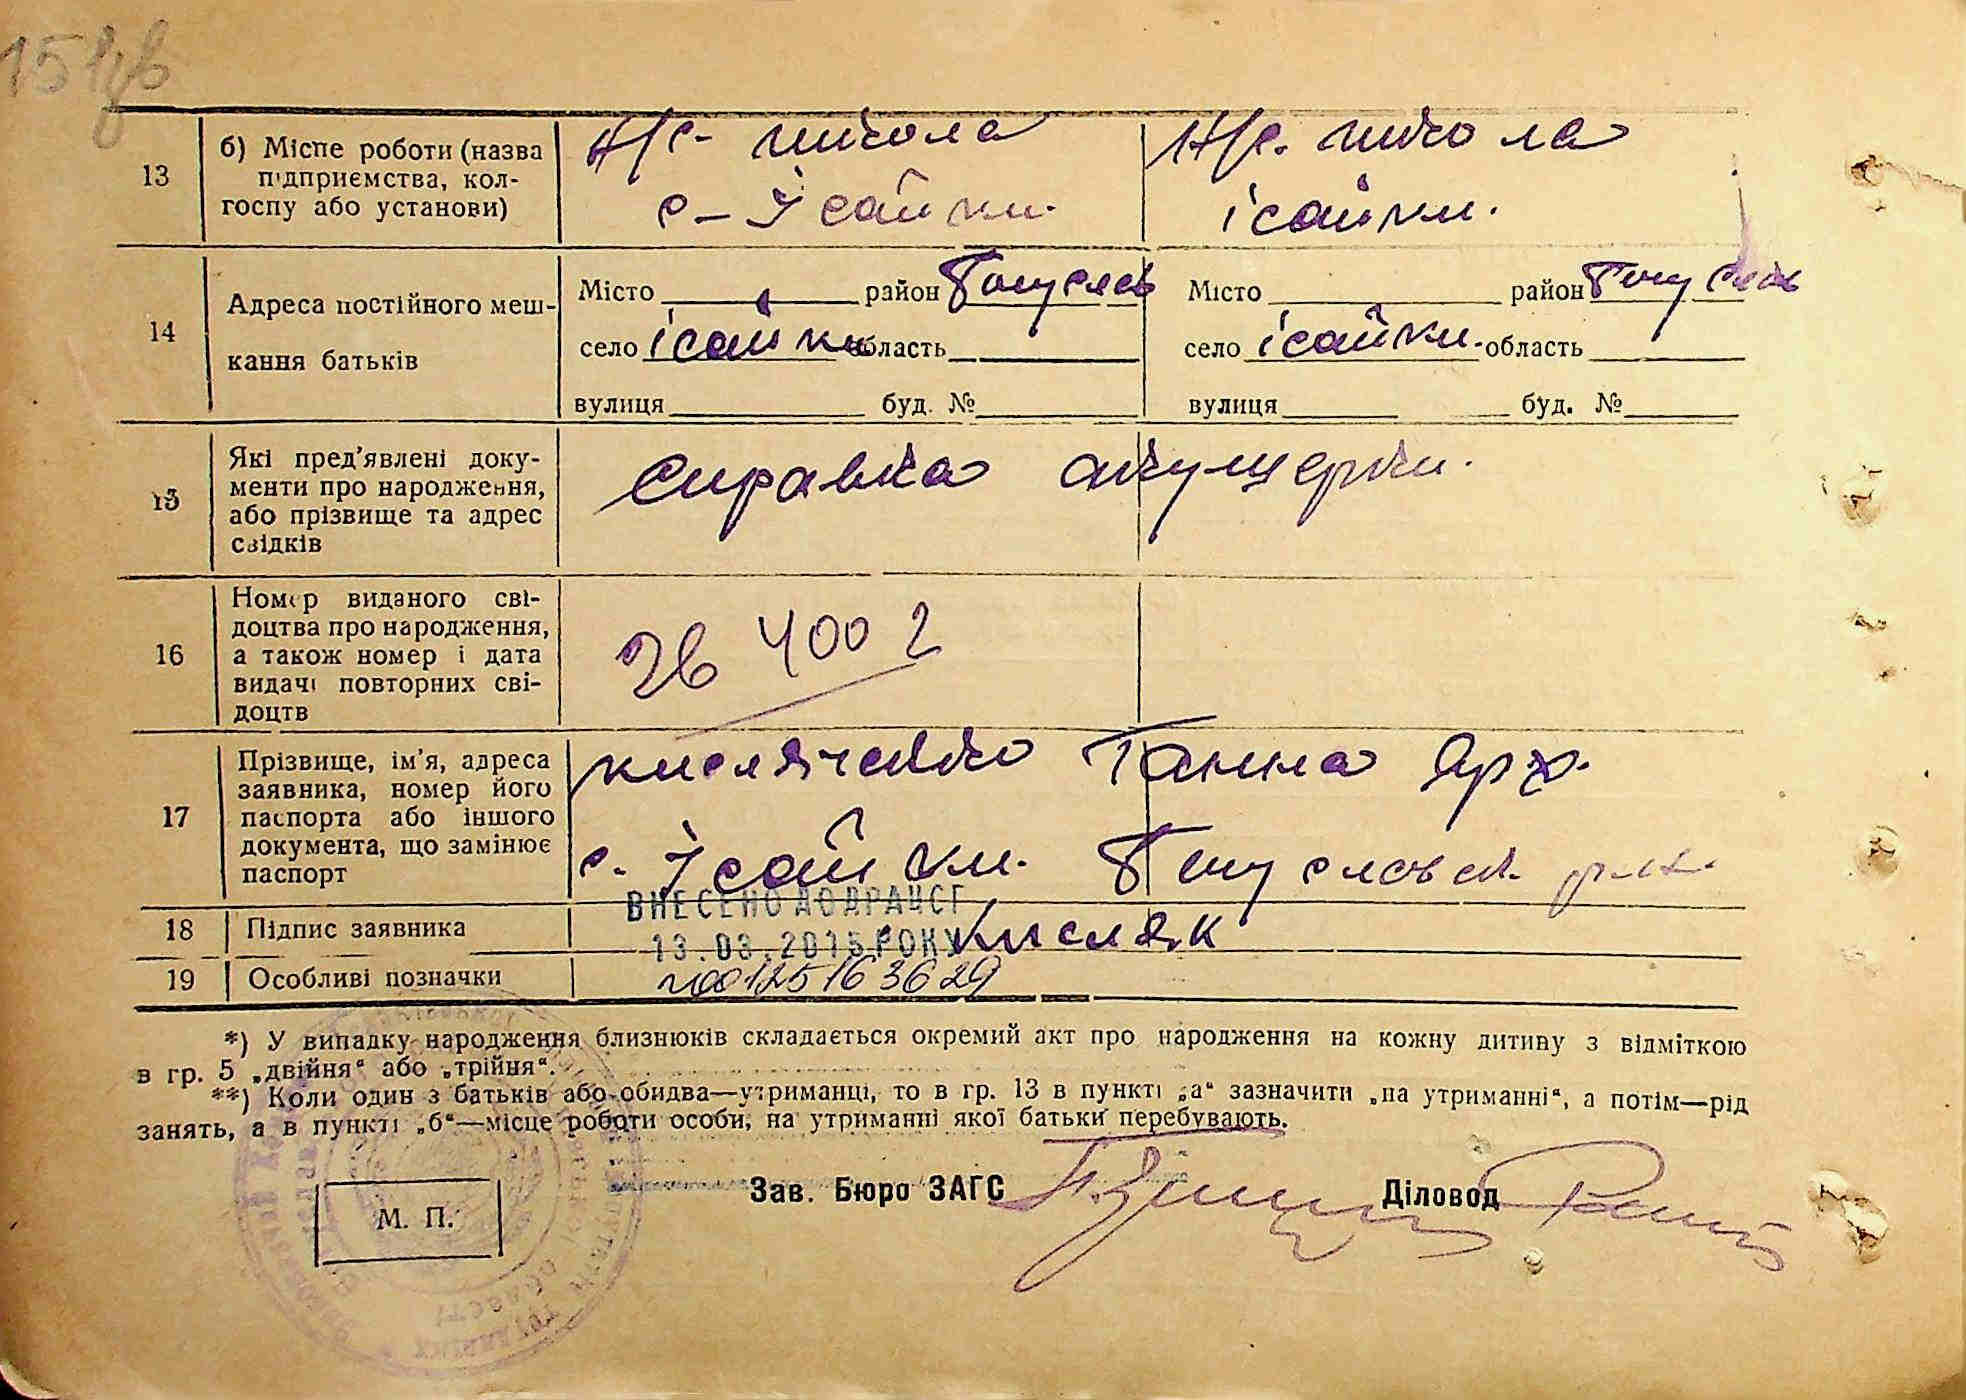 13
б) Місце роботи (назва
підприємства, кол-
госпу або установи)
Н/с- школа
с- Ісайки.
Н/с. школа
ісайки.
14
Адреса постійного меш-
кання батьків
Місто район Богуслав
село ісайки область
вулиця буд. №
Місто район Богуслав
село ісайки. область
вулиця буд. №
15
Які пред'явлені доку-
менти про народження,
або прізвище та адрес
свідків
справка акушерки.
16
Номер виданого сві-
доцтва про народження,
а також номер і дата
видачі повторних сві-
доцтв
17
Прізвище, ім'я, адреса
заявника, номер його
паспорта або іншого
документа, що замінює
паспорт
Кисляченко Ганна Арх.
с. Ісайки. Богуславск.
18
Підпис заявника
ВНЕСЕНО ДО ДРАЦСГ
13.03.2015 РОКУ
Кисляк
19
Особливі позначки
00125163629
*) У випадку народження близнюків складається окремий акт про народження на кожну дитину з відміткою
в гр. 5 „двійня“ або „трійня“.
**) Коли один з батьків або обидва—утриманці, то в гр. 13 в пункті „а“ зазначити „на утриманні“, а потім—рід
занять, а в пункті „б“—місце роботи особи, на утриманні якої батьки перебувають.
М. П.
Зав. Бюро ЗАГС
Діловод